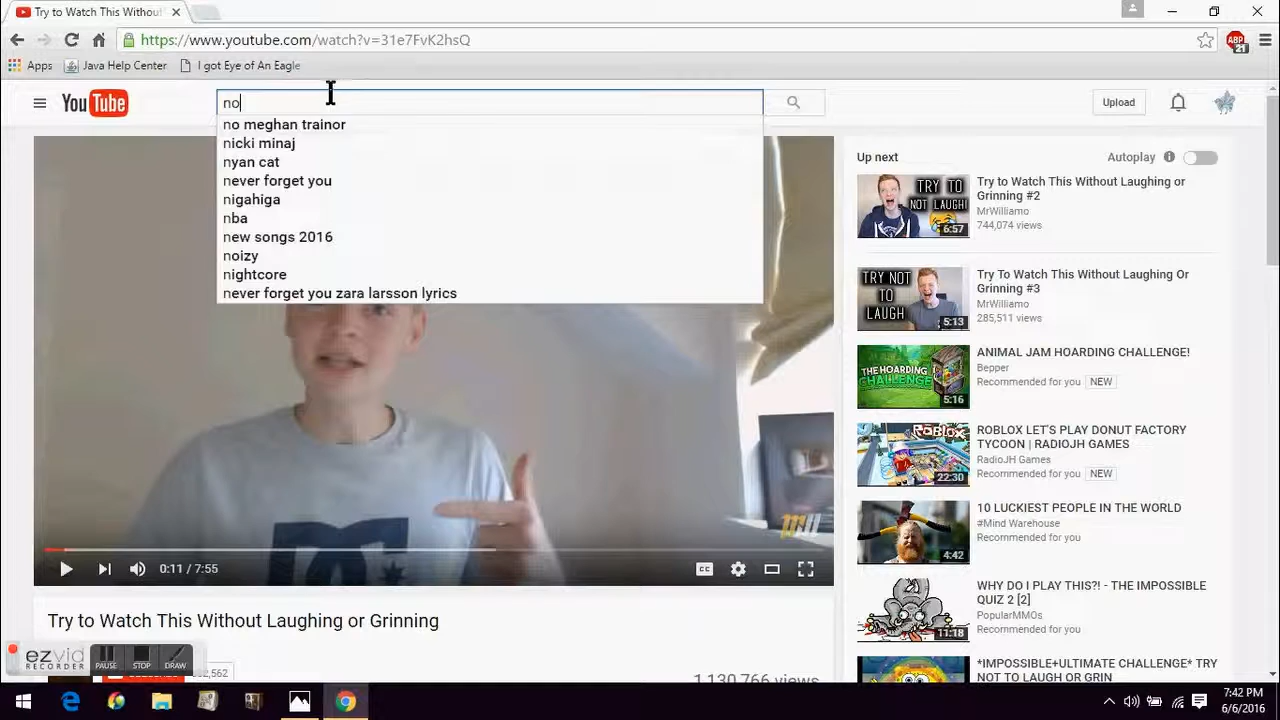 Try to Watch This Without
https://www.youtube.com/watch?v=31e7FvK2hsQ
ABP
21
Apps
Java Help Center
I got Eye of An Eagle
YouTube
no
Upload
no meghan trainor
nicki minaj
nyan cat
never forget you
nigahiga
nba
new songs 2016
noizy
nightcore
never forget you zara larsson lyrics
Up next
Autoplay
TRY TO
NOT LAUGH!
6:57
Try to Watch This Without Laughing or
Grinning #2
MrWilliamo
744,074 views
TRY NOT
TO
LAUGH
5:13
Try To Watch This Without Laughing Or
Grinning #3
MrWilliamo
285,511 views
THE HOARDING
CHALLENGE
5:16
ANIMAL JAM HOARDING CHALLENGE!
Bepper
Recommended for you NEW
ROBLOX
22:30
ROBLOX LET'S PLAY DONUT FACTORY
TYCOON | RADIOJH GAMES
RadioJH Games
Recommended for you NEW
4:42
10 LUCKIEST PEOPLE IN THE WORLD
#Mind Warehouse
Recommended for you
11:18
WHY DO I PLAY THIS?! - THE IMPOSSIBLE
QUIZ 2 [2]
PopularMMOs
Recommended for you
*IMPOSSIBLE+ULTIMATE CHALLENGE* TRY
NOT TO LAUGH OR GRIN
0:11 / 7:55
CC
Try to Watch This Without Laughing or Grinning
ezvid
RECORDER
PAUSE
STOP
DRAW
1,130,766 views
7:42 PM
6/6/2016